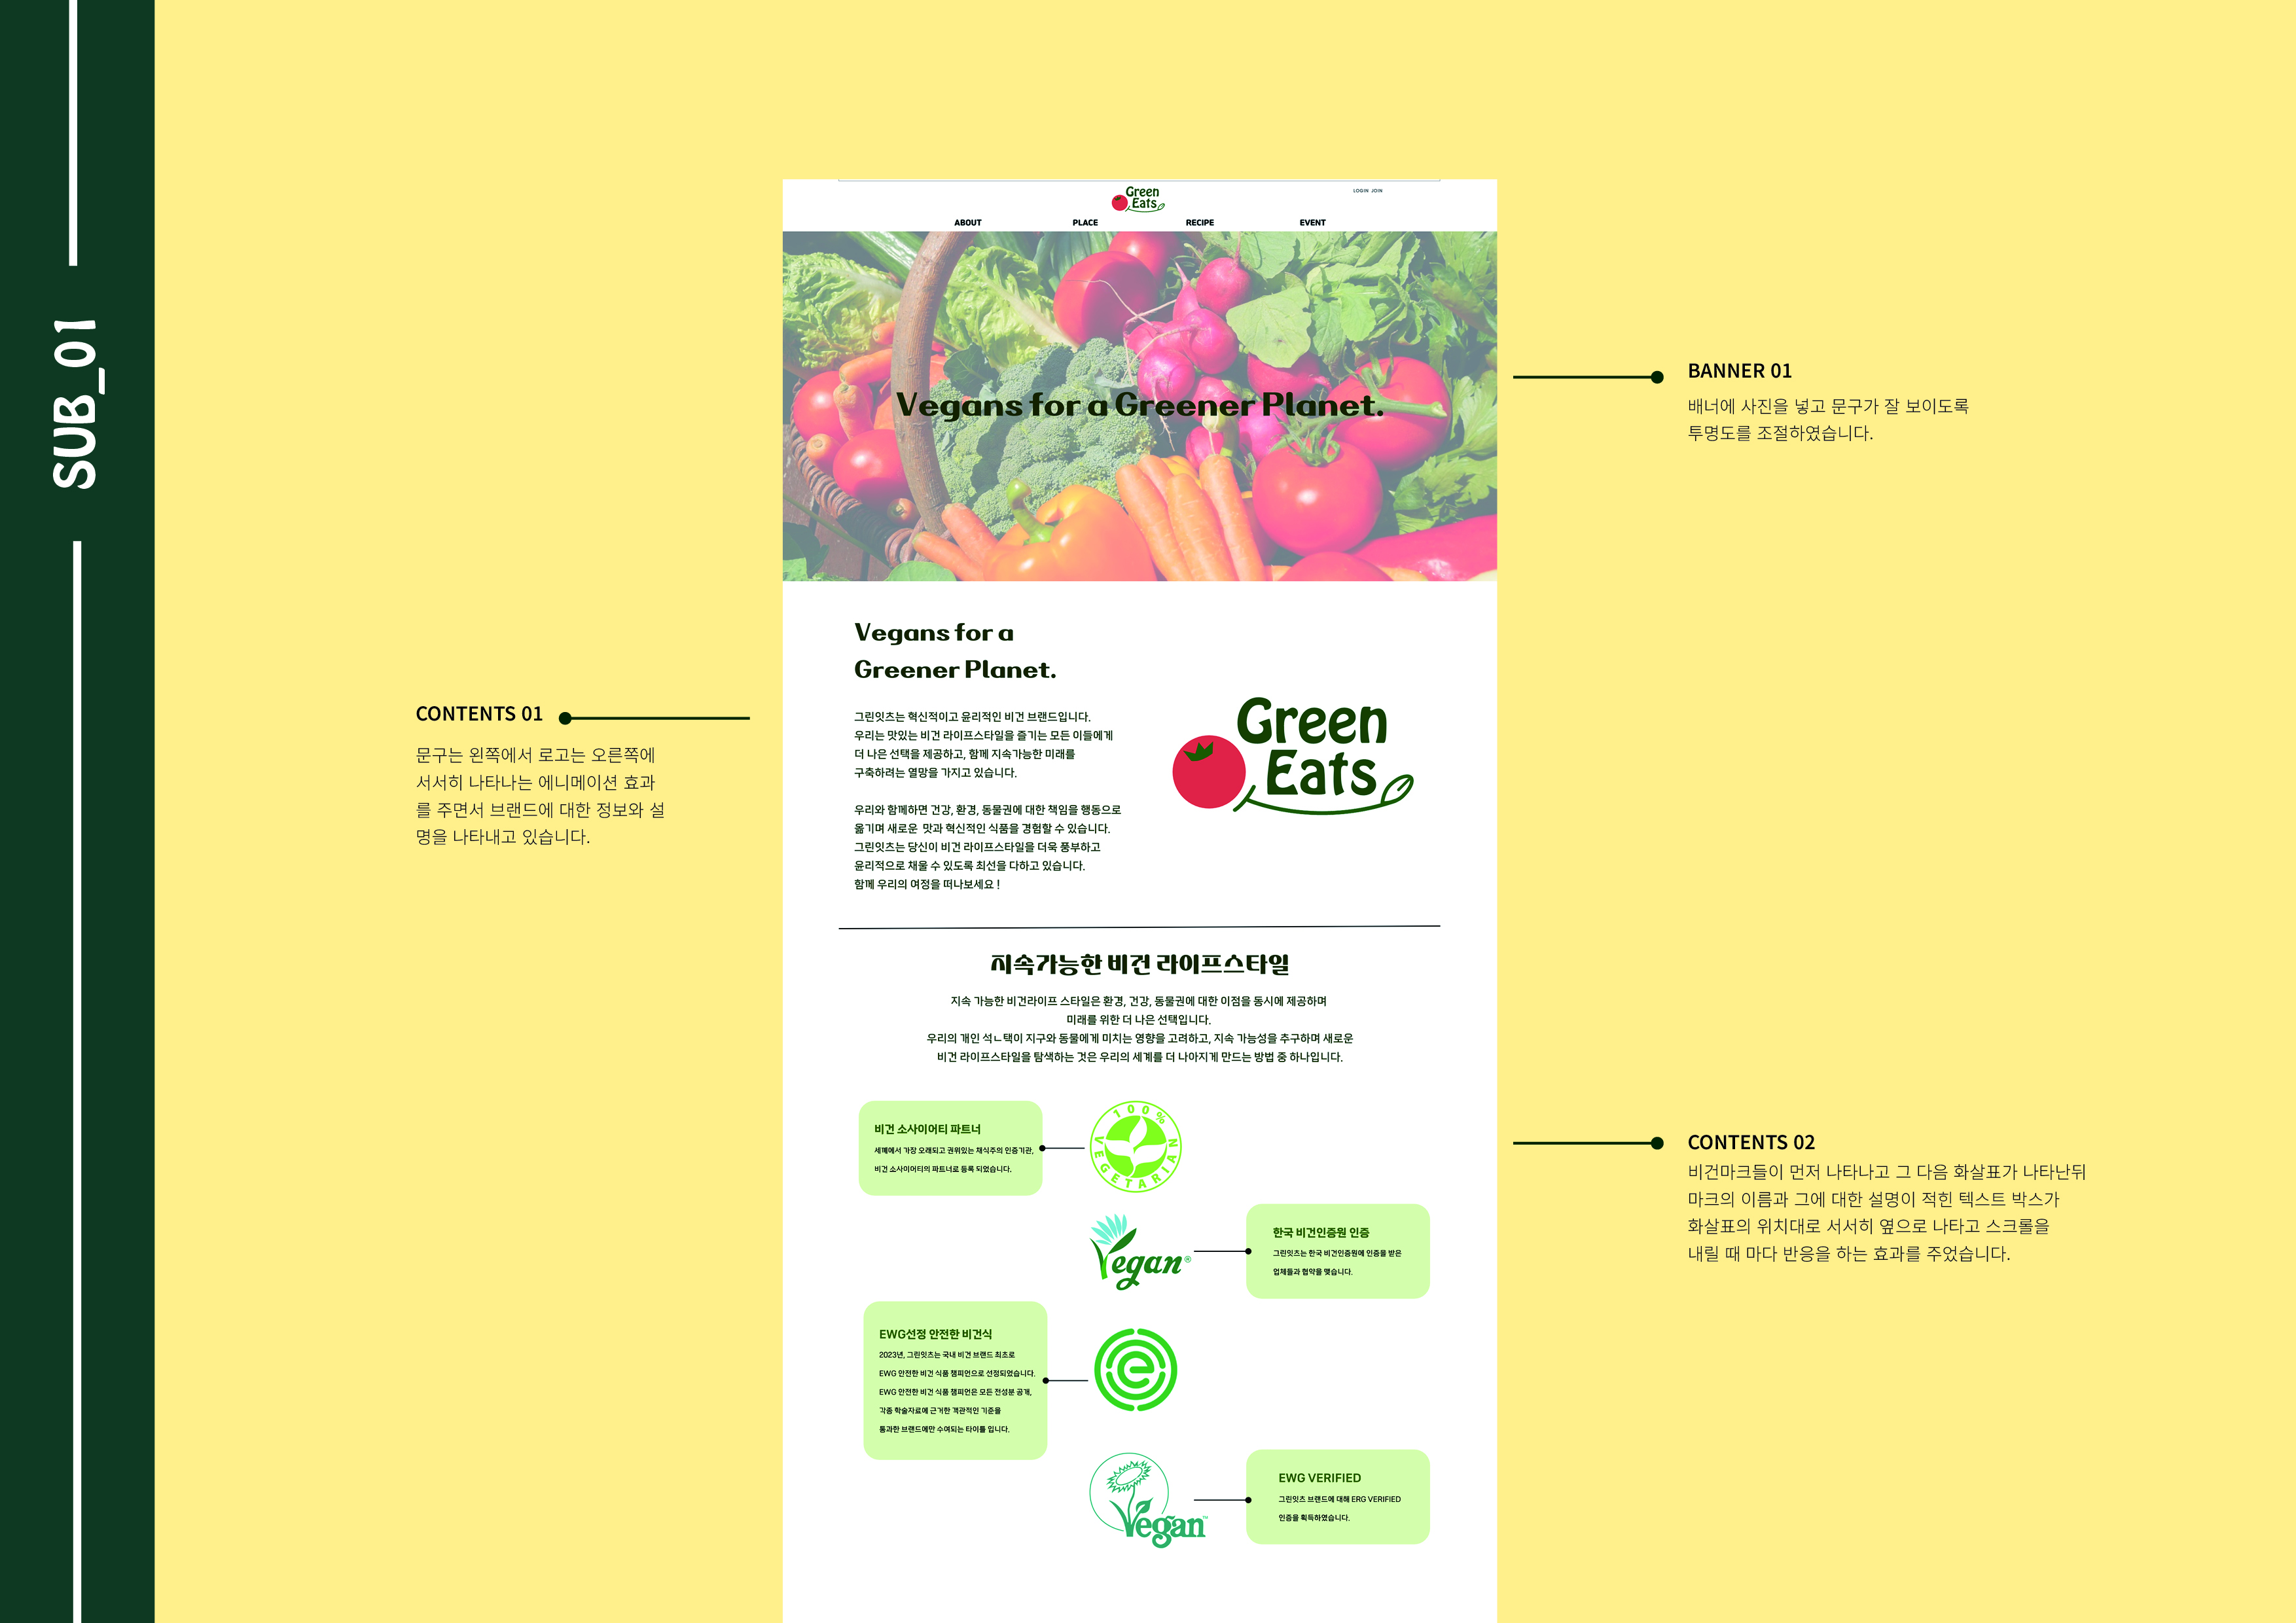 SUB_01
Green
Eats
LOGIN JOIN
ABOUT PLACE RECIPE EVENT
Vegans for a Greener Planet.
BANNER 01
배너에 사진을 넣고 문구가 잘 보이도록
투명도를 조절하였습니다.
Vegans for a
Greener Planet.
그린잇츠는 혁신적이고 윤리적인 비건 브랜드입니다.
우리는 맛있는 비건 라이프스타일을 즐기는 모든 이들에게
더 나은 선택을 제공하고, 함께 지속가능한 미래를
구축하려는 열망을 가지고 있습니다.
우리와 함께하면 건강, 환경, 동물권에 대한 책임을 행동으로
옮기며 새로운 맛과 혁신적인 식품을 경험할 수 있습니다.
그린잇츠는 당신이 비건 라이프스타일을 더욱 풍부하고
윤리적으로 채울 수 있도록 최선을 다하고 있습니다.
함께 우리의 여정을 떠나보세요 !
Green
Eats
CONTENTS 01
문구는 왼쪽에서 로고는 오른쪽에
서서히 나타나는 에니메이션 효과
를 주면서 브랜드에 대한 정보와 설
명을 나타내고 있습니다.
지속가능한 비건 라이프스타일
지속 가능한 비건라이프 스타일은 환경, 건강, 동물권에 대한 이점을 동시에 제공하며
미래를 위한 더 나은 선택입니다.
우리의 개인 석ㄴ택이 지구와 동물에게 미치는 영향을 고려하고, 지속 가능성을 추구하며 새로운
비건 라이프스타일을 탐색하는 것은 우리의 세계를 더 나아지게 만드는 방법 중 하나입니다.
비건 소사이어티 파트너
세계에서 가장 오래되고 권위있는 채식주의 인증기관,
비건 소사이어티의 파트너로 등록 되었습니다.
100% VEGETARIAN
Vegan®
한국 비건인증원 인증
그린잇츠는 한국 비건인증원에 인증을 받은
업체들과 협약을 맺습니다.
EWG선정 안전한 비건식
2023년, 그린잇츠는 국내 비건 브랜드 최초로
EWG 안전한 비건 식품 챔피언으로 선정되었습니다.
EWG 안전한 비건 식품 챔피언은 모든 전성분 공개,
각종 학술자료에 근거한 객관적인 기준을
통과한 브랜드에만 수여되는 타이틀 입니다.
e
Vegan™
EWG VERIFIED
그린잇츠 브랜드에 대해 ERG VERIFIED
인증을 획득하였습니다.
CONTENTS 02
비건마크들이 먼저 나타나고 그 다음 화살표가 나타난뒤
마크의 이름과 그에 대한 설명이 적힌 텍스트 박스가
화살표의 위치대로 서서히 옆으로 나타고 스크롤을
내릴 때 마다 반응을 하는 효과를 주었습니다.